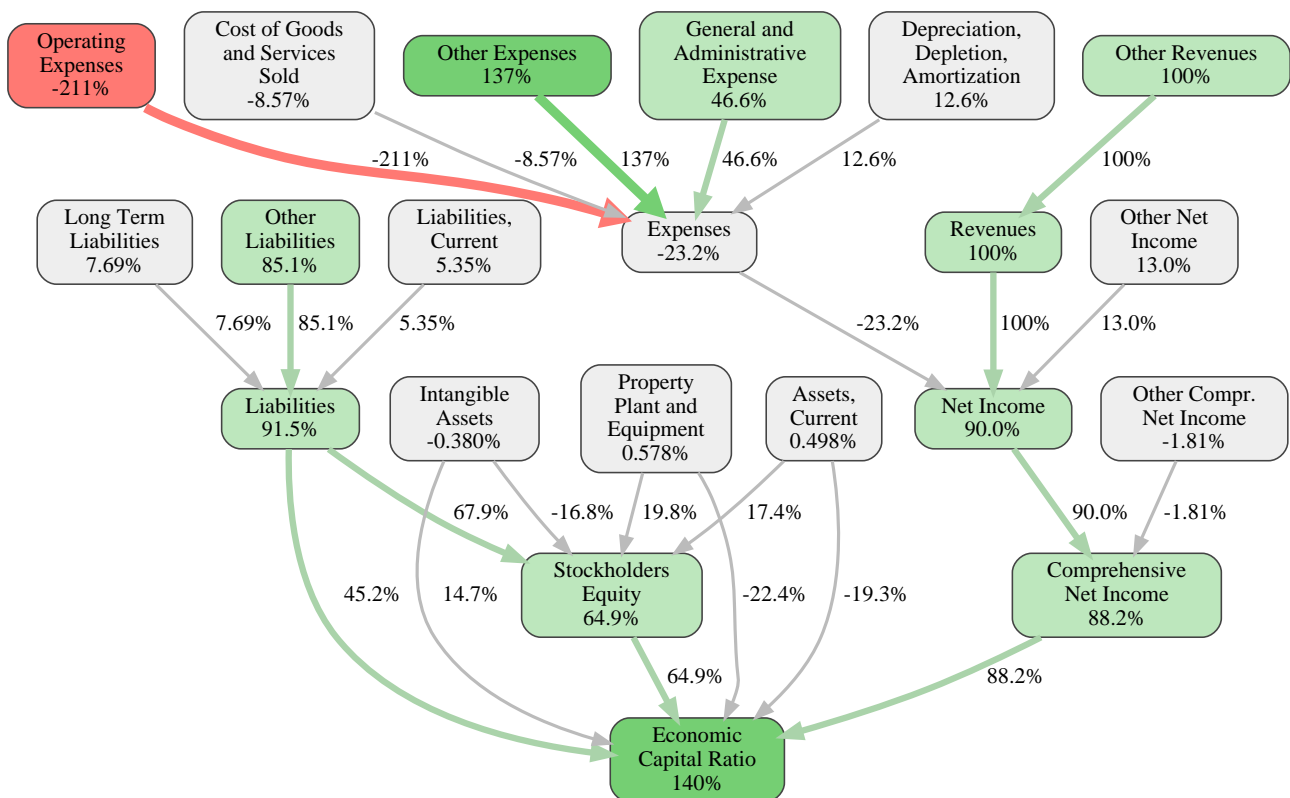 Operating
Expenses
-211%
Cost of Goods
and Services
Sold
-8.57%
Other Expenses
137%
General and
Administrative
Expense
46.6%
Depreciation,
Depletion,
Amortization
12.6%
Other Revenues
100%
-211%
-8.57%
137%
46.6%
12.6%
100%
Long Term
Liabilities
7.69%
Other
Liabilities
85.1%
Liabilities,
Current
5.35%
Expenses
-23.2%
Revenues
100%
Other Net
Income
13.0%
7.69%
85.1%
5.35%
-23.2%
100%
13.0%
Liabilities
91.5%
Intangible
Assets
-0.380%
Property
Plant and
Equipment
0.578%
Assets,
Current
0.498%
Net Income
90.0%
Other Compr.
Net Income
-1.81%
67.9%
-16.8%
19.8%
17.4%
90.0%
-1.81%
45.2%
14.7%
Stockholders
Equity
64.9%
-22.4%
-19.3%
Comprehensive
Net Income
88.2%
64.9%
88.2%
Economic
Capital Ratio
140%